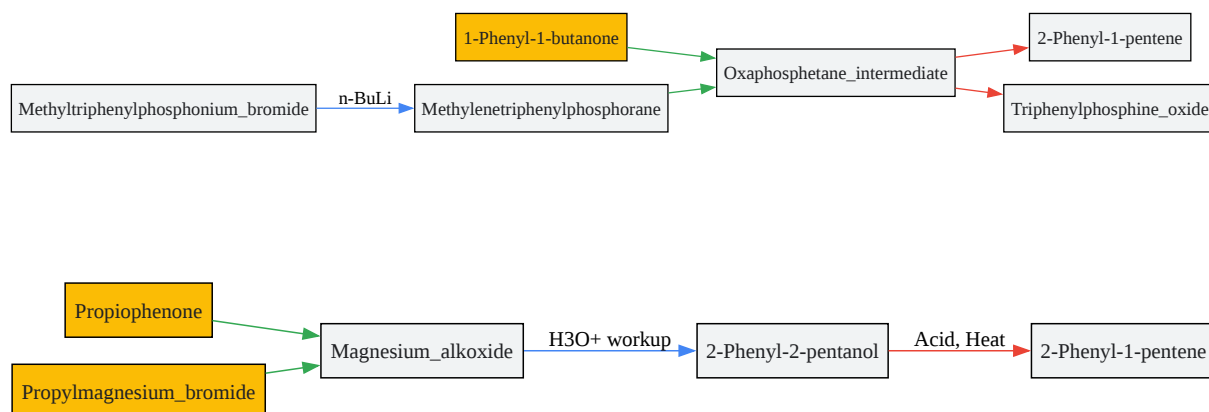 1-Phenyl-1-butanone
2-Phenyl-1-pentene
Oxaphosphetane_intermediate
Methyltriphenylphosphonium_bromide
n-BuLi
Methylenetriphenylphosphorane
Triphenylphosphine_oxide
Propiophenone
Magnesium_alkoxide
H3O+ workup
2-Phenyl-2-pentanol
Acid, Heat
2-Phenyl-1-pentene
Propylmagnesium_bromide